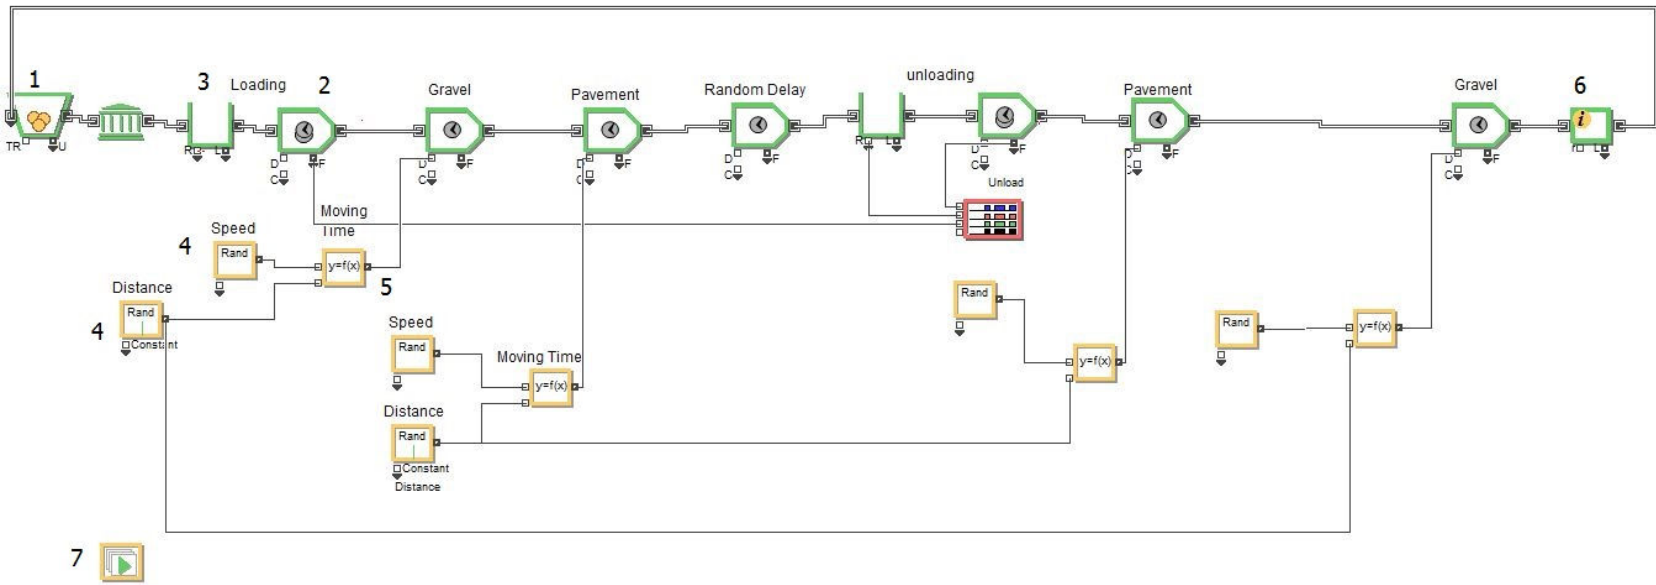 1
3
Loading
2
Gravel
Pavement
Random Delay
unloading
Pavement
Gravel
6
TR
U
R
L
D
F
C
D
F
C
D
F
C
D
F
C
R
L
D
F
C
D
F
C
D
F
C
L
Unload
Moving
Time
Speed
4
Rand
y=f(x)
5
Distance
Rand
4
Constant
Speed
Rand
Moving Time
y=f(x)
Distance
Rand
Constant
Distance
Rand
y=f(x)
Rand
y=f(x)
i
7